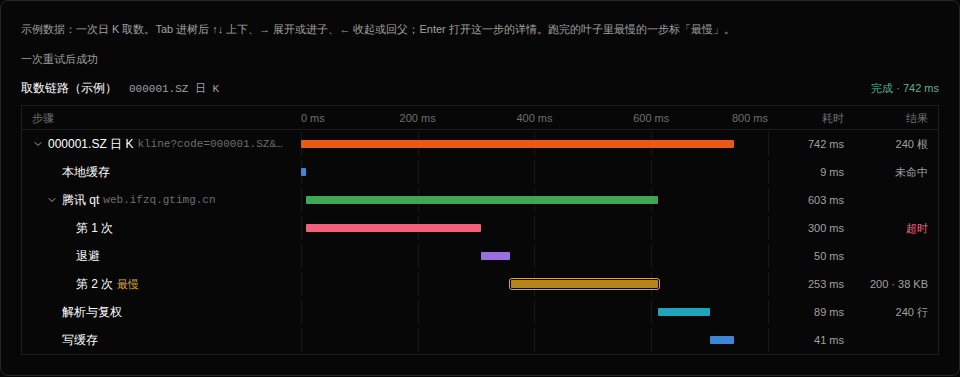 示例数据：一次日 K 取数。Tab 进树后 ↑↓ 上下、→ 展开或进子、← 收起或回父；Enter 打开这一步的详情。跑完的叶子里最慢的一步标「最慢」。
一次重试后成功
取数链路（示例） 000001.SZ 日 K 完成 · 742 ms
步骤 0 ms 200 ms 400 ms 600 ms 800 ms 耗时 结果
000001.SZ 日 K kline?code=000001.SZ&… 742 ms 240 根
本地缓存 9 ms 未命中
腾讯 qt web.ifzq.gtimg.cn 603 ms
第 1 次 300 ms 超时
退避 50 ms
第 2 次 最慢 253 ms 200 · 38 KB
解析与复权 89 ms 240 行
写缓存 41 ms